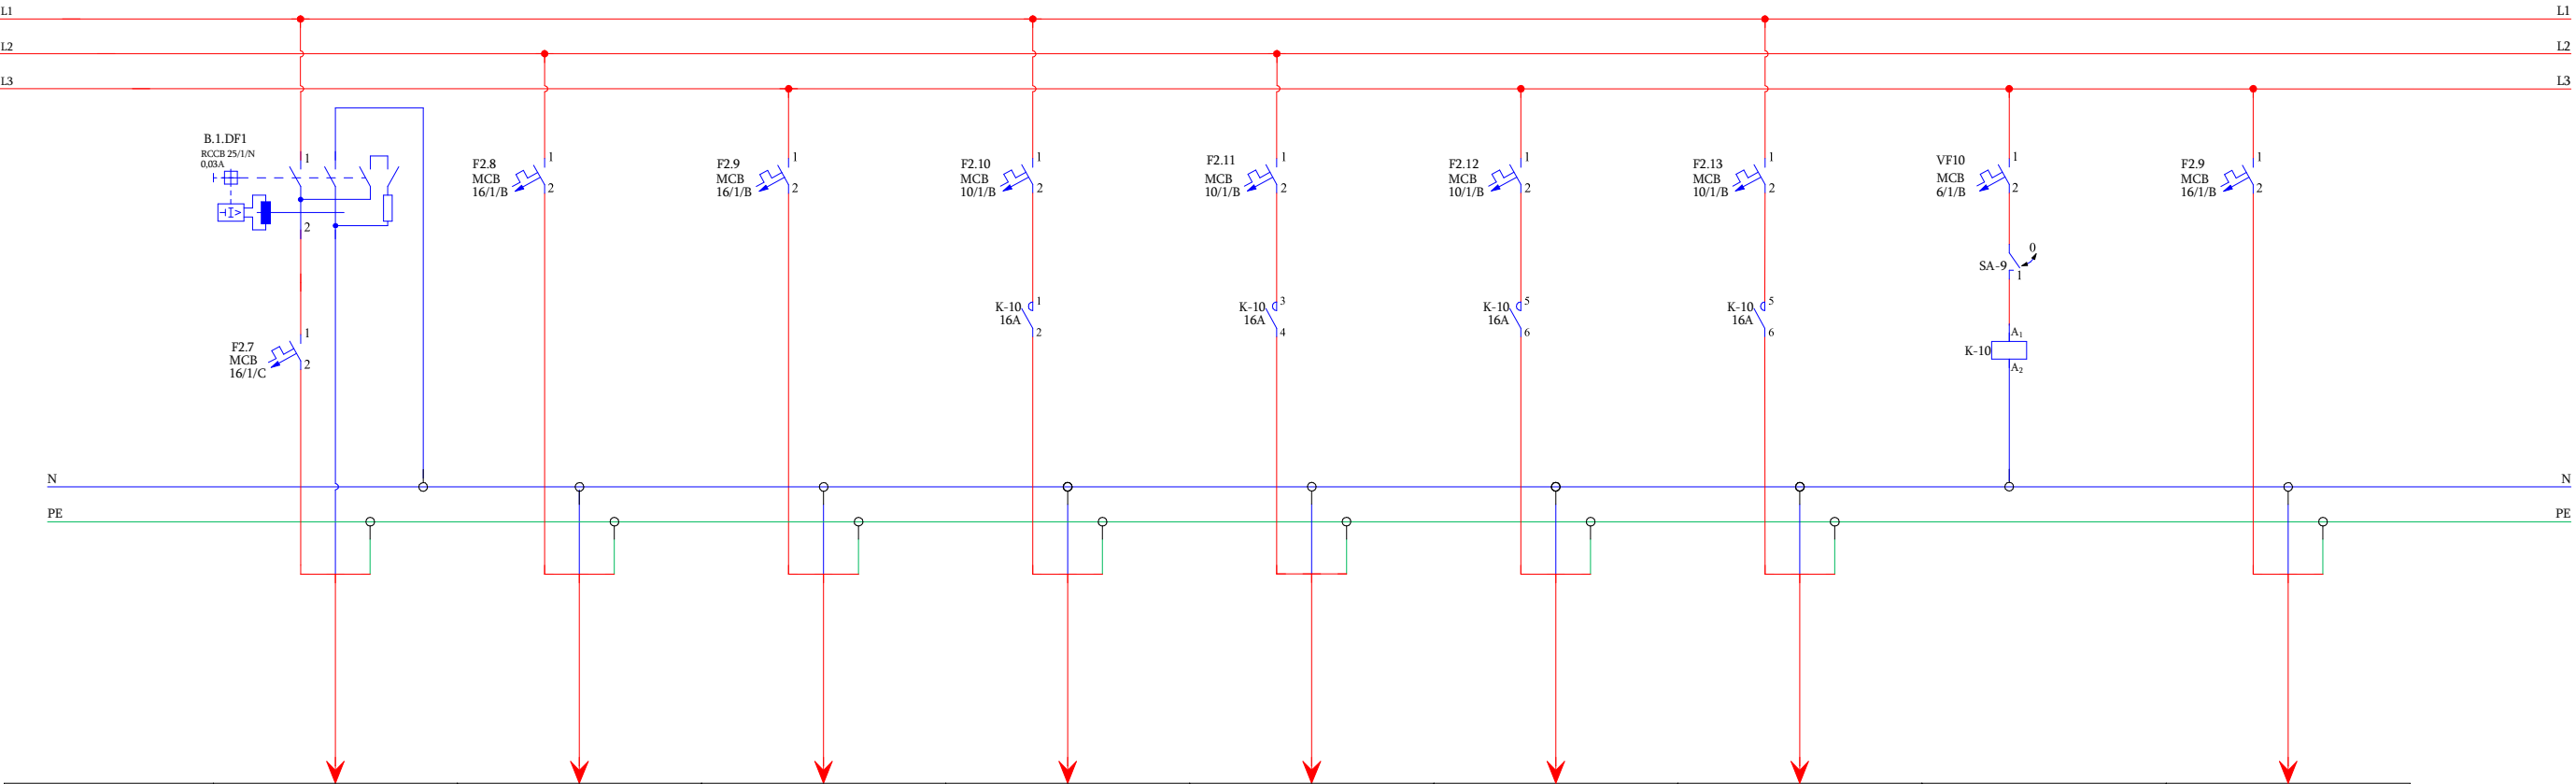 L1
L1
L2
L2
L3
L3
B.1.DF1
RCCB 25/1/N
0,03A
1
2
I>
F2.7
MCB
16/1/C
1
2
F2.8
MCB
16/1/B
1
2
F2.9
MCB
16/1/B
1
2
F2.10
MCB
10/1/B
1
2
K-10
16A
1
2
F2.11
MCB
10/1/B
1
2
K-10
16A
3
4
F2.12
MCB
10/1/B
1
2
K-10
16A
5
6
F2.13
MCB
10/1/B
1
2
K-10
16A
5
6
VF10
MCB
6/1/B
1
2
SA-9
0
1
K-10
A1
A2
F2.9
MCB
16/1/B
1
2
N
N
PE
PE